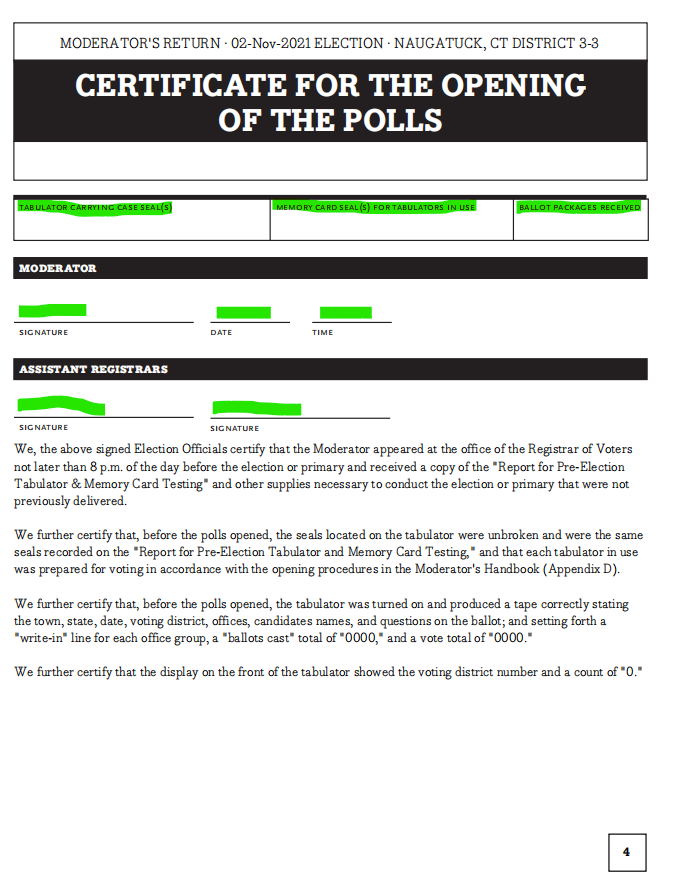 MODERATOR'S RETURN · 02-Nov-2021 ELECTION · NAUGATUCK, CT DISTRICT 3-3
CERTIFICATE FOR THE OPENING
OF THE POLLS
TABULATOR CARRYING CASE SEAL(S) MEMORY CARD SEAL(S) FOR TABULATORS IN USE BALLOT PACKAGES RECEIVED
MODERATOR
SIGNATURE DATE TIME
ASSISTANT REGISTRARS
SIGNATURE SIGNATURE
We, the above signed Election Officials certify that the Moderator appeared at the office of the Registrar of Voters
not later than 8 p.m. of the day before the election or primary and received a copy of the "Report for Pre-Election
Tabulator & Memory Card Testing" and other supplies necessary to conduct the election or primary that were not
previously delivered.
We further certify that, before the polls opened, the seals located on the tabulator were unbroken and were the same
seals recorded on the "Report for Pre-Election Tabulator and Memory Card Testing," and that each tabulator in use
was prepared for voting in accordance with the opening procedures in the Moderator's Handbook (Appendix D).
We further certify that, before the polls opened, the tabulator was turned on and produced a tape correctly stating
the town, state, date, voting district, offices, candidates names, and questions on the ballot; and setting forth a
"write-in" line for each office group, a "ballots cast" total of "0000," and a vote total of "0000."
We further certify that the display on the front of the tabulator showed the voting district number and a count of "0."
4